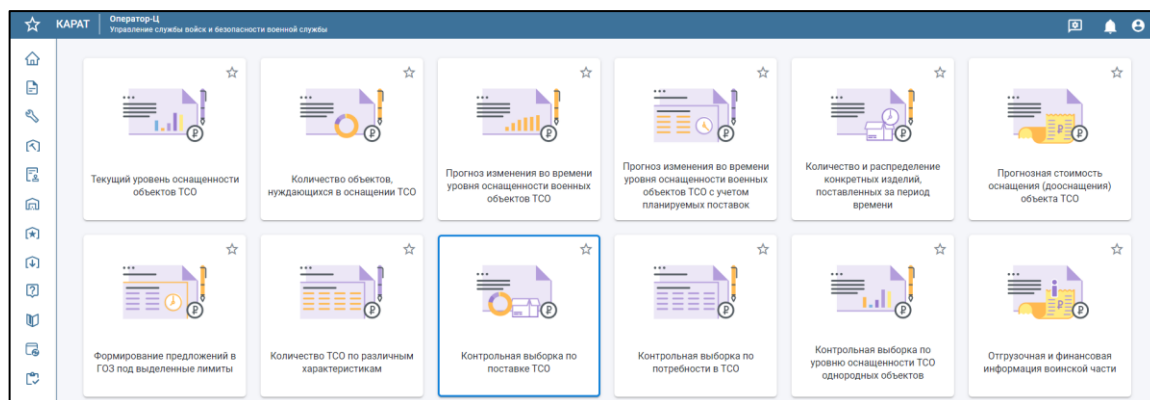 КАРАТ
Оператор-Ц
Управление службы войск и безопасности военной службы
Текущий уровень оснащенности
объектов ТСО
Количество объектов,
нуждающихся в оснащении ТСО
Прогноз изменения во времени
уровня оснащенности военных
объектов ТСО
Прогноз изменения во времени
уровня оснащенности военных
объектов ТСО с учетом
планируемых поставок
Количество и распределение
конкретных изделий,
поставленных за период
времени
Прогнозная стоимость
оснащения (дооснащения)
объекта ТСО
Формирование предложений в
ГОЗ под выделенные лимиты
Количество ТСО по различным
характеристикам
Контрольная выборка по
поставке ТСО
Контрольная выборка по
потребности в ТСО
Контрольная выборка по
уровню оснащенности ТСО
однородных объектов
Отгрузочная и финансовая
информация воинской части